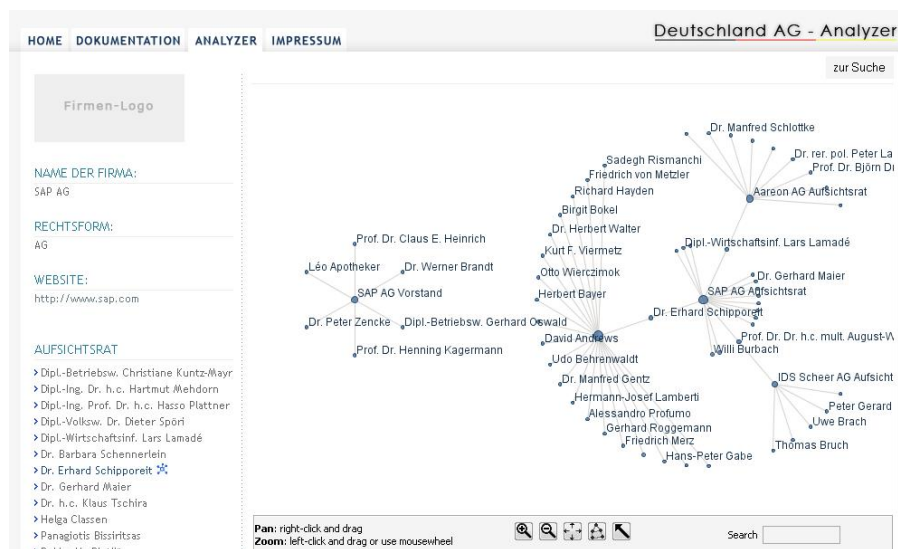 HOME DOKUMENTATION ANALYZER IMPRESSUM
Deutschland AG - Analyzer
zur Suche
Firmen-Logo
NAME DER FIRMA:
SAP AG
RECHTSFORM:
AG
WEBSITE:
http://www.sap.com
AUFSICHTSRAT
Dipl.-Betriebsw. Christiane Kuntz-Mayr
Dipl.-Ing. Dr. h.c. Hartmut Mehdorn
Dipl.-Ing. Prof. Dr. h.c. Hasso Plattner
Dipl.-Volksw. Dr. Dieter Spöri
Dipl.-Wirtschaftsinf. Lars Lamadé
Dr. Barbara Schennerlein
Dr. Erhard Schipporeit
Dr. Gerhard Maier
Dr. h.c. Klaus Tschira
Helga Classen
Panagiotis Bissiritsas
Prof. Dr. Claus E. Heinrich
Léo Apotheker
Dr. Werner Brandt
SAP AG Vorstand
Dr. Peter Zencke
Dipl.-Betriebsw. Gerhard Oswald
Prof. Dr. Henning Kagermann
Sadegh Rismanchi
Friedrich von Metzler
Richard Hayden
Birgit Bokel
Dr. Herbert Walter
Kurt F. Viermetz
Otto Wierczimok
Herbert Bayer
David Andrews
Udo Behrenwaldt
Dr. Manfred Gentz
Hermann-Josef Lamberti
Alessandro Profumo
Gerhard Roggemann
Friedrich Merz
Hans-Peter Gabe
Dr. Manfred Schlottke
Dr. rer. pol. Peter La
Prof. Dr. Björn
Aareon AG Aufsichtsrat
Dipl.-Wirtschaftsinf. Lars Lamadé
Dr. Gerhard Maier
SAP AG Aufsichtsrat
Dr. Erhard Schipporeit
Prof. Dr. Dr. h.c. mult. August-W
Willi Burbach
IDS Scheer AG Aufsicht
Peter Gerard
Uwe Brach
Thomas Bruch
Pan: right-click and drag
Zoom: left-click and drag or use mousewheel
Search